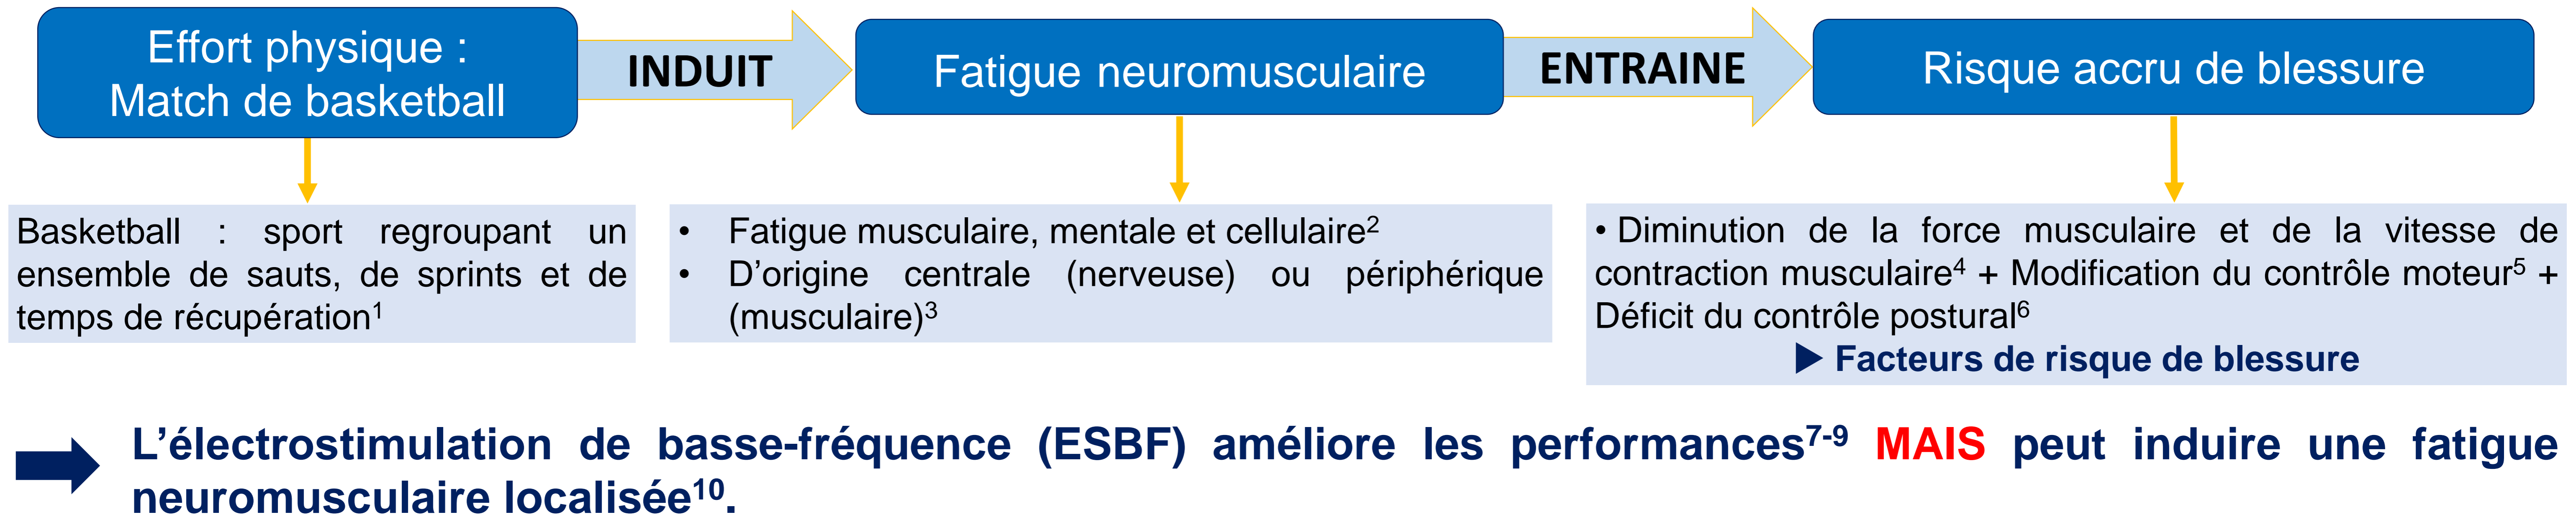 Effort physique :
Match de basketball
INDUIT
Fatigue neuromusculaire
ENTRAINE
Risque accru de blessure
Basketball : sport regroupant un
ensemble de sauts, de sprints et de
temps de récupération¹
• Fatigue musculaire, mentale et cellulaire²
• D’origine centrale (nerveuse) ou périphérique
(musculaire)³
• Diminution de la force musculaire et de la vitesse de
contraction musculaire⁴ + Modification du contrôle moteur⁵ +
Déficit du contrôle postural⁶
▶ Facteurs de risque de blessure
L’électrostimulation de basse-fréquence (ESBF) améliore les performances⁷⁻⁹ MAIS peut induire une fatigue
neuromusculaire localisée¹⁰.